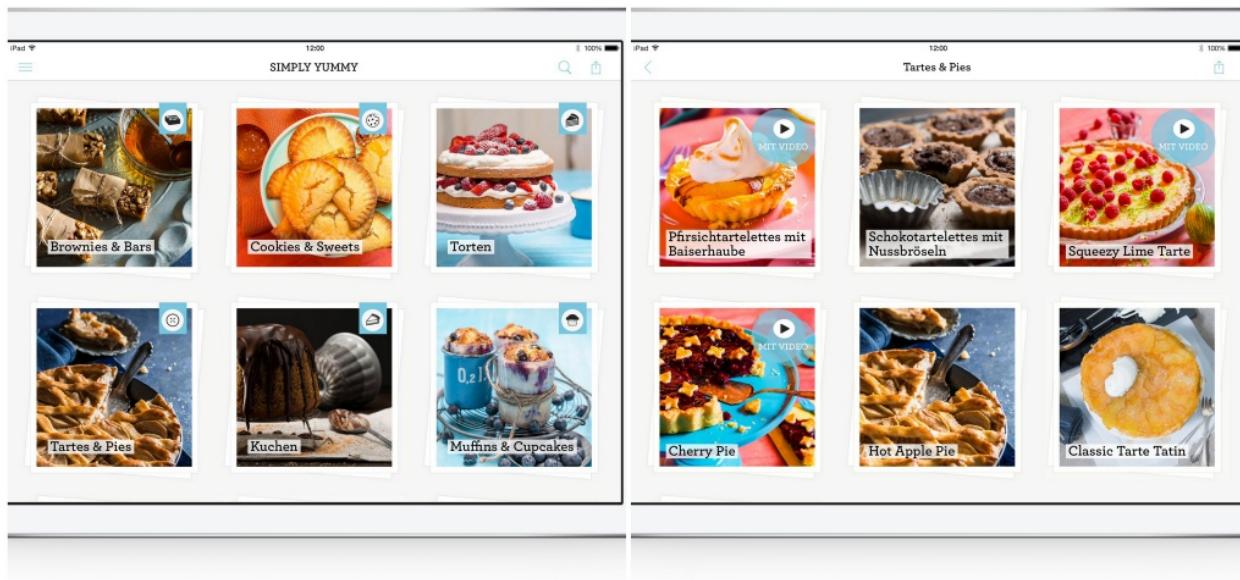 iPad
12:00
100%
SIMPLY YUMMY
Brownies & Bars
Cookies & Sweets
Torten
Tartes & Pies
Kuchen
0,2 l
Muffins & Cupcakes
iPad
12:00
100%
Tartes & Pies
MIT VIDEO
Pfirsichtartelettes mit
Baiserhaube
Schokotartelettes mit
Nussbröseln
MIT VIDEO
Squeezy Lime Tarte
MIT VIDEO
Cherry Pie
Hot Apple Pie
Classic Tarte Tatin